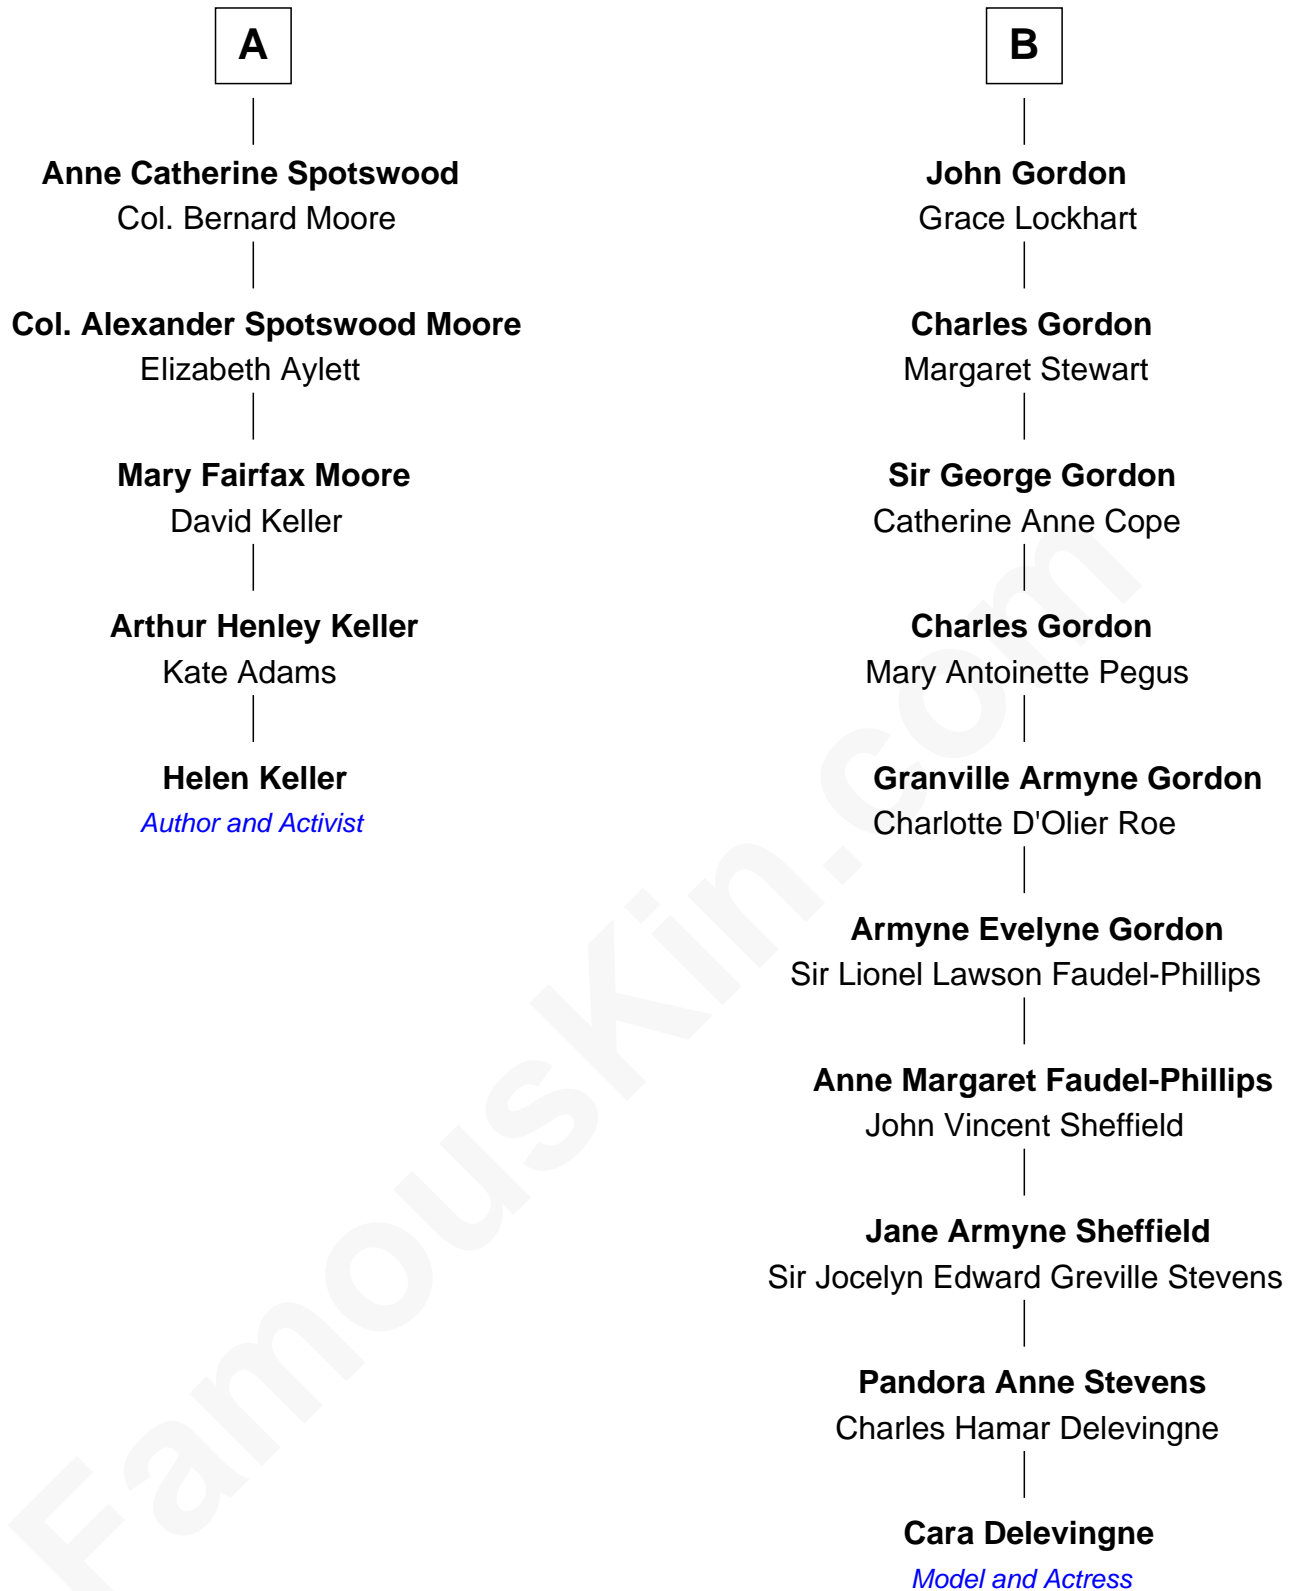 A
Anne Catherine Spotswood
Col. Bernard Moore
Col. Alexander Spotswood Moore
Elizabeth Aylett
Mary Fairfax Moore
David Keller
Arthur Henley Keller
Kate Adams
Helen Keller
Author and Activist
B
John Gordon
Grace Lockhart
Charles Gordon
Margaret Stewart
Sir George Gordon
Catherine Anne Cope
Charles Gordon
Mary Antoinette Pegus
Granville Armyne Gordon
Charlotte D'Olier Roe
Armyne Evelyne Gordon
Sir Lionel Lawson Faudel-Phillips
Anne Margaret Faudel-Phillips
John Vincent Sheffield
Jane Armyne Sheffield
Sir Jocelyn Edward Greville Stevens
Pandora Anne Stevens
Charles Hamar Delevingne
Cara Delevingne
Model and Actress
FamousKin.com